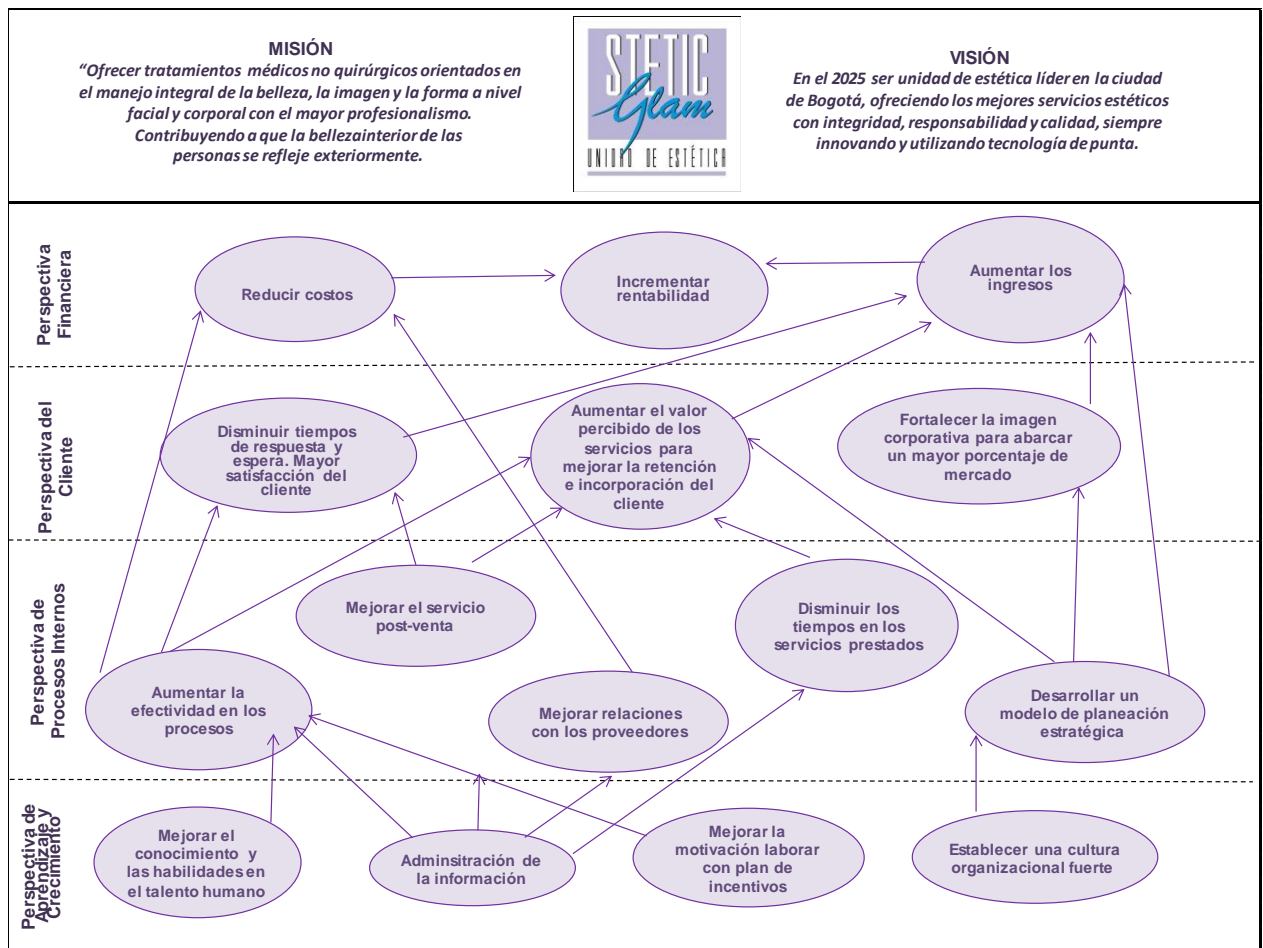 MISIÓN
“Ofrecer tratamientos médicos no quirúrgicos orientados en
el manejo integral de la belleza, la imagen y la forma a nivel
facial y corporal con el mayor profesionalismo.
Contribuyendo a que la bellezainterior de las
personas se refleje exteriormente.
STETIC
Glam
UNIDAD DE ESTÉTICA
VISIÓN
En el 2025 ser unidad de estética líder en la ciudad
de Bogotá, ofreciendo los mejores servicios estéticos
con integridad, responsabilidad y calidad, siempre
innovando y utilizando tecnología de punta.
Perspectiva
Financiera
Reducir costos
Incrementar
rentabilidad
Aumentar los
ingresos
Perspectiva del
Cliente
Disminuir tiempos
de respuesta y
espera. Mayor
satisfacción del
cliente
Aumentar el valor
percibido de los
servicios para
mejorar la retención
e incorporación del
cliente
Fortalecer la imagen
corporativa para abarcar
un mayor porcentaje de
mercado
Perspectiva de
Procesos Internos
Mejorar el servicio
post-venta
Disminuir los
tiempos en los
servicios prestados
Aumentar la
efectividad en los
procesos
Mejorar relaciones
con los proveedores
Desarrollar un
modelo de planeación
estratégica
Perspectiva de
Aprendizaje y
Crecimiento
Mejorar el
conocimiento y
las habilidades en
el talento humano
Adminsitración de
la información
Mejorar la
motivación laborar
con plan de
incentivos
Establecer una cultura
organizacional fuerte